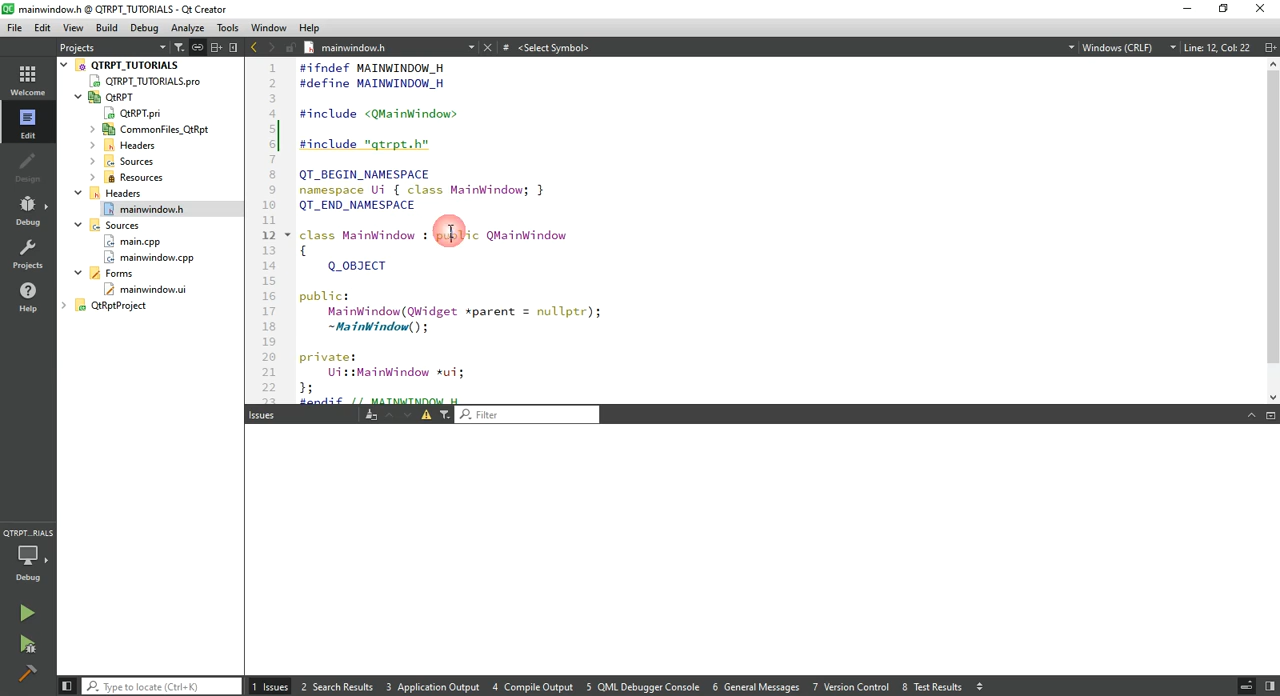 mainwindow.h @ QTRPT_TUTORIALS - Qt Creator
File Edit View Build Debug Analyze Tools Window Help
Projects mainwindow.h # <Select Symbol> Windows (CRLF) Line: 12, Col: 22
Welcome
Edit
Design
Debug
Projects
Help
QTRPT_TUTORIALS
QTRPT_TUTORIALS.pro
QtRPT
QtRPT.pri
CommonFiles_QtRpt
Headers
Sources
Resources
Headers
mainwindow.h
Sources
main.cpp
mainwindow.cpp
Forms
mainwindow.ui
QtRptProject
1 #ifndef MAINWINDOW_H
2 #define MAINWINDOW_H
3
4 #include <QMainWindow>
5
6 #include "qtrpt.h"
7
8 QT_BEGIN_NAMESPACE
9 namespace Ui { class MainWindow; }
10 QT_END_NAMESPACE
11
12 class MainWindow : public QMainWindow
13 {
14 Q_OBJECT
15
16 public:
17 MainWindow(QWidget *parent = nullptr);
18 ~MainWindow();
19
20 private:
21 Ui::MainWindow *ui;
22 };
23 #endif // MAINWINDOW_H
Issues Filter
QTRPT...RIALS
Debug
Type to locate (Ctrl+K) 1 Issues 2 Search Results 3 Application Output 4 Compile Output 5 QML Debugger Console 6 General Messages 7 Version Control 8 Test Results